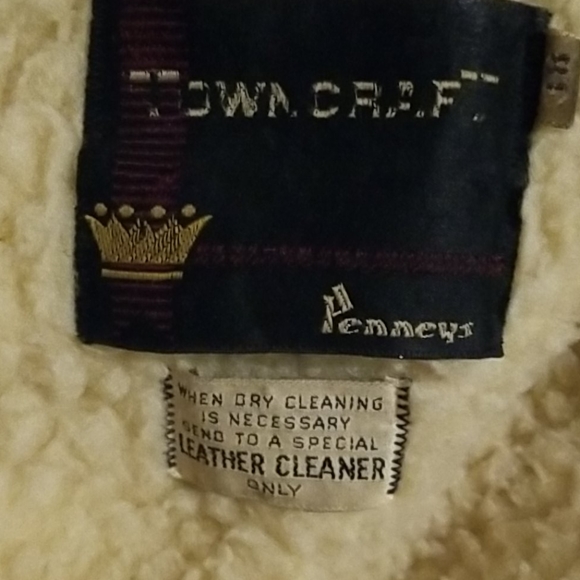 TOWNCRAFT
Penneys
WHEN DRY CLEANING
IS NECESSARY
SEND TO A SPECIAL
LEATHER CLEANER
ONLY